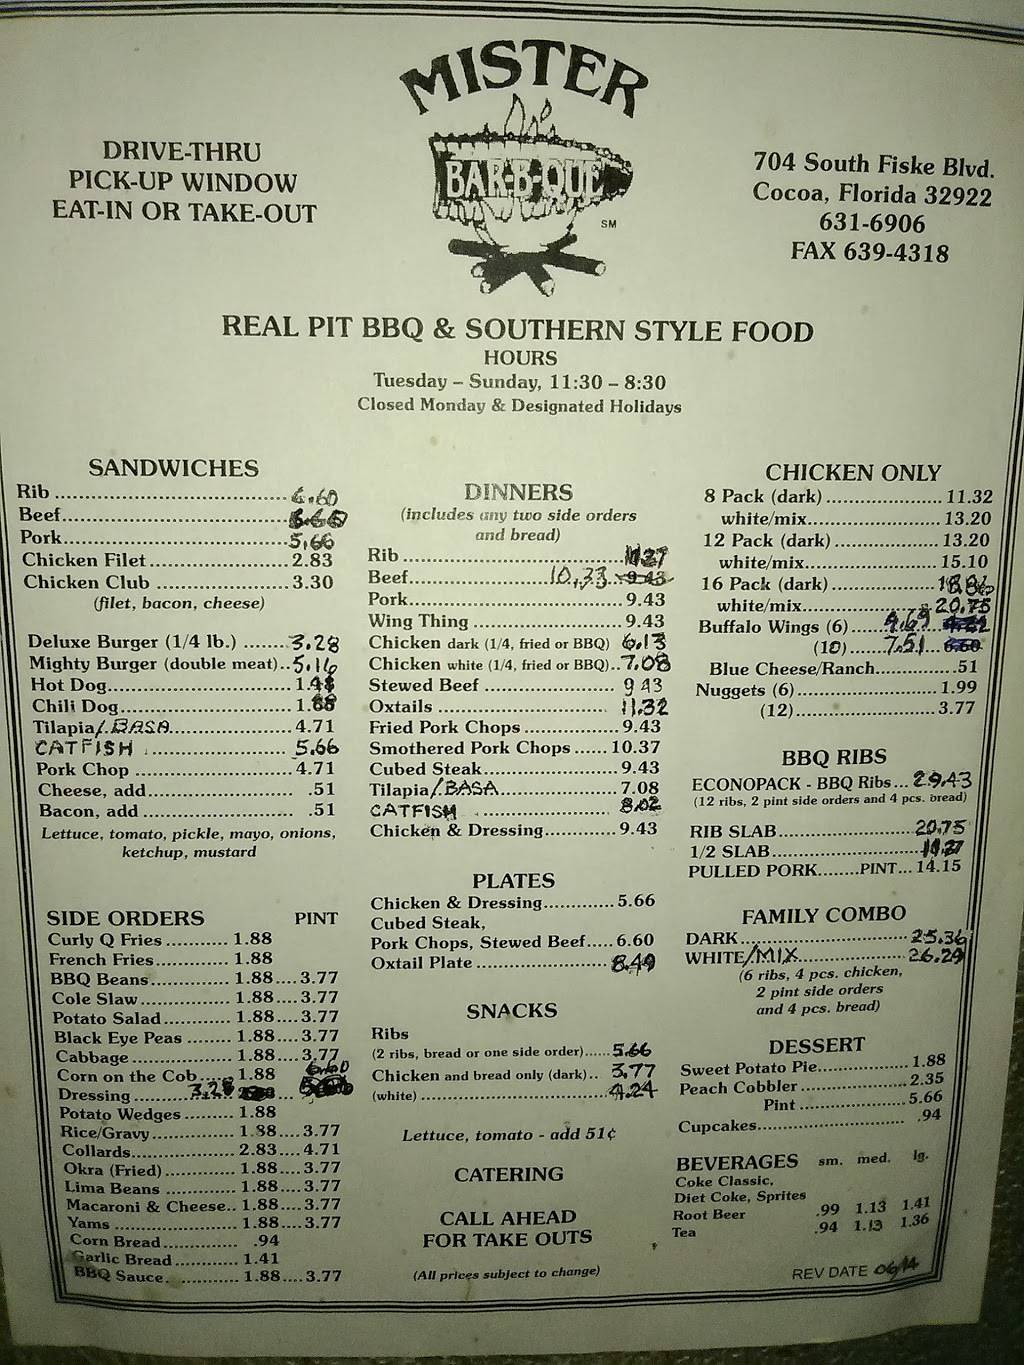 MISTER
BAR-B-QUE
SM
DRIVE-THRU
PICK-UP WINDOW
EAT-IN OR TAKE-OUT
704 South Fiske Blvd.
Cocoa, Florida 32922
631-6906
FAX 639-4318
REAL PIT BBQ & SOUTHERN STYLE FOOD
HOURS
Tuesday – Sunday, 11:30 – 8:30
Closed Monday & Designated Holidays
SANDWICHES
Rib ........ 6.60
Beef........
Pork........ 5.66
Chicken Filet ........ 2.83
Chicken Club ........ 3.30
(filet, bacon, cheese)
Deluxe Burger (1/4 lb.) ........ 3.28
Mighty Burger (double meat).. 5.16
Hot Dog........
Chili Dog........
Tilapia/BASA........ 4.71
CATFISH ........ 5.66
Pork Chop ........ 4.71
Cheese, add........ .51
Bacon, add ........ .51
Lettuce, tomato, pickle, mayo, onions,
ketchup, mustard
SIDE ORDERS PINT
Curly Q Fries ........ 1.88
French Fries........ 1.88
BBQ Beans........ 1.88....3.77
Cole Slaw........ 1.88....3.77
Potato Salad........ 1.88....3.77
Black Eye Peas ........ 1.88....3.77
Cabbage ........ 1.88....3.77
Corn on the Cob...... 1.88
Dressing ........
Potato Wedges ........ 1.88
Rice/Gravy........ 1.88....3.77
Collards........ 2.83....4.71
Okra (Fried) ........ 1.88....3.77
Lima Beans ........ 1.88....3.77
Macaroni & Cheese.. 1.88....3.77
Yams ........ 1.88....3.77
Corn Bread........ .94
Garlic Bread ........ 1.41
BBQ Sauce. ........ 1.88....3.77
DINNERS
(includes any two side orders
and bread)
Rib ........
Beef........ 10.33 9.43
Pork........ 9.43
Wing Thing ........ 9.43
Chicken dark (1/4, fried or BBQ) 6.13
Chicken white (1/4, fried or BBQ)..7.08
Stewed Beef ........ 9.43
Oxtails ........ 11.32
Fried Pork Chops ........ 9.43
Smothered Pork Chops ...... 10.37
Cubed Steak........ 9.43
Tilapia/BASA........ 7.08
CATFISH ........ 8.02
Chicken & Dressing........ 9.43
PLATES
Chicken & Dressing........ 5.66
Cubed Steak,
Pork Chops, Stewed Beef..... 6.60
Oxtail Plate ........ 8.49
SNACKS
Ribs
(2 ribs, bread or one side order)...... 5.66
Chicken and bread only (dark).. 3.77
(white) ........ 4.24
Lettuce, tomato - add 51¢
CATERING
CALL AHEAD
FOR TAKE OUTS
(All prices subject to change)
CHICKEN ONLY
8 Pack (dark) ........ 11.32
white/mix........ 13.20
12 Pack (dark) ........ 13.20
white/mix........ 15.10
16 Pack (dark) ........
white/mix........ 20.75
Buffalo Wings (6) ........
(10) ........ 7.51 6.60
Blue Cheese/Ranch........ .51
Nuggets (6) ........ 1.99
(12) ........ 3.77
BBQ RIBS
ECONOPACK - BBQ Ribs... 29.43
(12 ribs, 2 pint side orders and 4 pcs. bread)
RIB SLAB........ 20.75
1/2 SLAB........
PULLED PORK........PINT... 14.15
FAMILY COMBO
DARK........ 25.36
WHITE/MIX........ 26.29
(6 ribs, 4 pcs. chicken,
2 pint side orders
and 4 pcs. bread)
DESSERT
Sweet Potato Pie........ 1.88
Peach Cobbler ........ 2.35
Pint ........ 5.66
Cupcakes........ .94
BEVERAGES sm. med. lg.
Coke Classic,
Diet Coke, Sprites
Root Beer .99 1.13 1.41
Tea .94 1.13 1.36
REV DATE 06/14